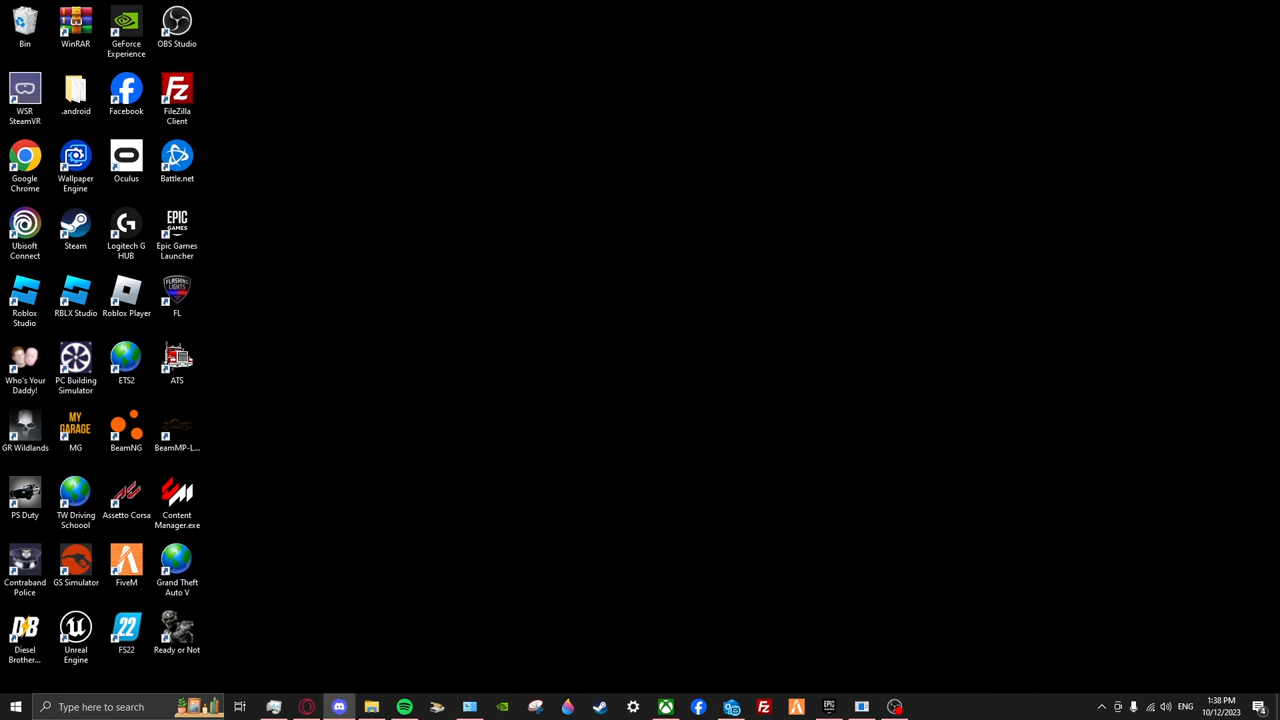 Bin
WinRAR
GeForce
Experience
OBS Studio
WSR
SteamVR
.android
Facebook
FileZilla
Client
Google
Chrome
Wallpaper
Engine
Oculus
Battle.net
Ubisoft
Connect
Steam
Logitech G
HUB
EPIC
GAMES
Epic Games
Launcher
Roblox
Studio
RBLX Studio
Roblox Player
FLASHING
LIGHTS
FL
Who's Your
Daddy!
PC Building
Simulator
ETS2
ATS
GR Wildlands
MY
GARAGE
MG
BeamNG
BeamMP-L...
PS Duty
TW Driving
Schoool
Assetto Corsa
Content
Manager.exe
Contraband
Police
GS Simulator
FiveM
Grand Theft
Auto V
DB
Diesel
Brother...
Unreal
Engine
22
FS22
Ready or Not
Type here to search
ENG
1:38 PM
10/12/2023